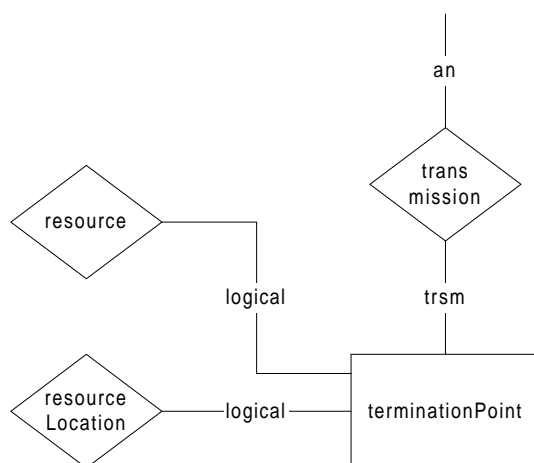 an
trans
mission
resource
logical
trsm
resource
Location
logical
terminationPoint